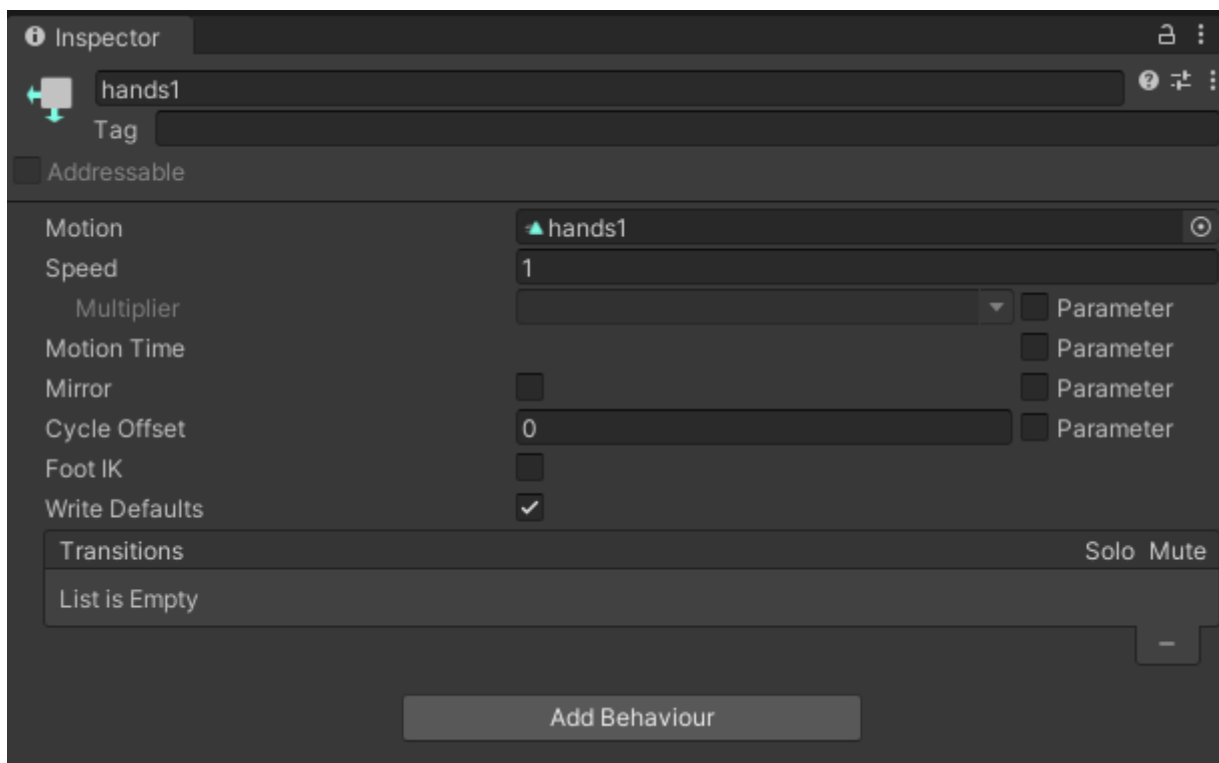 Inspector
hands1
Tag
Addressable
Motion hands1
Speed 1
Multiplier Parameter
Motion Time Parameter
Mirror Parameter
Cycle Offset 0 Parameter
Foot IK
Write Defaults
Transitions Solo Mute
List is Empty
Add Behaviour